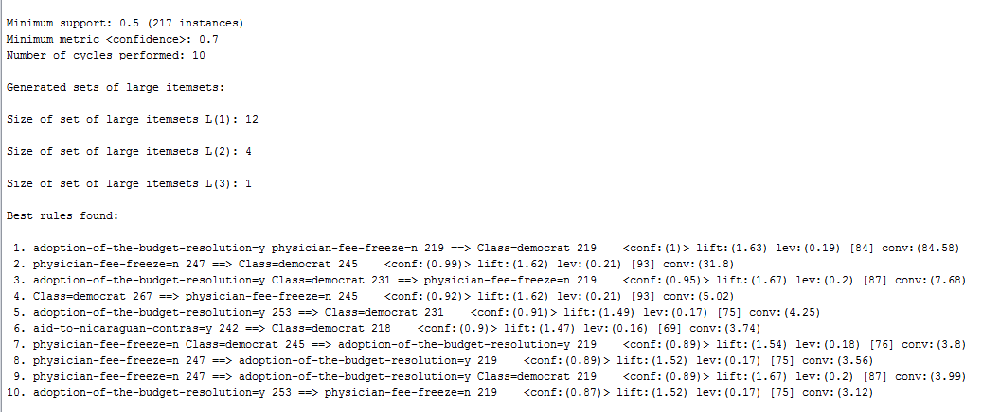 Minimum support: 0.5 (217 instances)
Minimum metric <confidence>: 0.7
Number of cycles performed: 10
Generated sets of large itemsets:
Size of set of large itemsets L(1): 12
Size of set of large itemsets L(2): 4
Size of set of large itemsets L(3): 1
Best rules found:
1. adoption-of-the-budget-resolution=y physician-fee-freeze=n 219 ==> Class=democrat 219 <conf:(1)> lift:(1.63) lev:(0.19) [84] conv:(84.58)
2. physician-fee-freeze=n 247 ==> Class=democrat 245 <conf:(0.99)> lift:(1.62) lev:(0.21) [93] conv:(31.8)
3. adoption-of-the-budget-resolution=y Class=democrat 231 ==> physician-fee-freeze=n 219 <conf:(0.95)> lift:(1.67) lev:(0.2) [87] conv:(7.68)
4. Class=democrat 267 ==> physician-fee-freeze=n 245 <conf:(0.92)> lift:(1.62) lev:(0.21) [93] conv:(5.02)
5. adoption-of-the-budget-resolution=y 253 ==> Class=democrat 231 <conf:(0.91)> lift:(1.49) lev:(0.17) [75] conv:(4.25)
6. aid-to-nicaraguan-contras=y 242 ==> Class=democrat 218 <conf:(0.9)> lift:(1.47) lev:(0.16) [69] conv:(3.74)
7. physician-fee-freeze=n Class=democrat 245 ==> adoption-of-the-budget-resolution=y 219 <conf:(0.89)> lift:(1.54) lev:(0.18) [76] conv:(3.8)
8. physician-fee-freeze=n 247 ==> adoption-of-the-budget-resolution=y 219 <conf:(0.89)> lift:(1.52) lev:(0.17) [75] conv:(3.56)
9. physician-fee-freeze=n 247 ==> adoption-of-the-budget-resolution=y Class=democrat 219 <conf:(0.89)> lift:(1.67) lev:(0.2) [87] conv:(3.99)
10. adoption-of-the-budget-resolution=y 253 ==> physician-fee-freeze=n 219 <conf:(0.87)> lift:(1.52) lev:(0.17) [75] conv:(3.12)